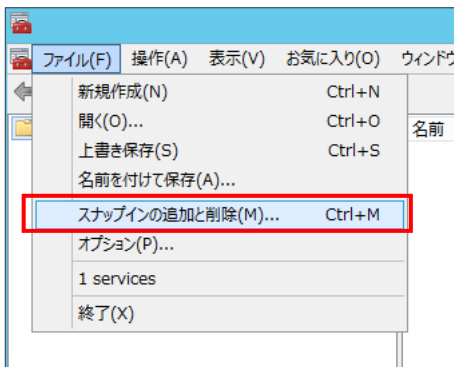 ファイル(F) 操作(A) 表示(V) お気に入り(O) ウィンドウ
新規作成(N) Ctrl+N
開く(O)... Ctrl+O
名前
上書き保存(S) Ctrl+S
名前を付けて保存(A)...
スナップインの追加と削除(M)... Ctrl+M
オプション(P)...
1 services
終了(X)